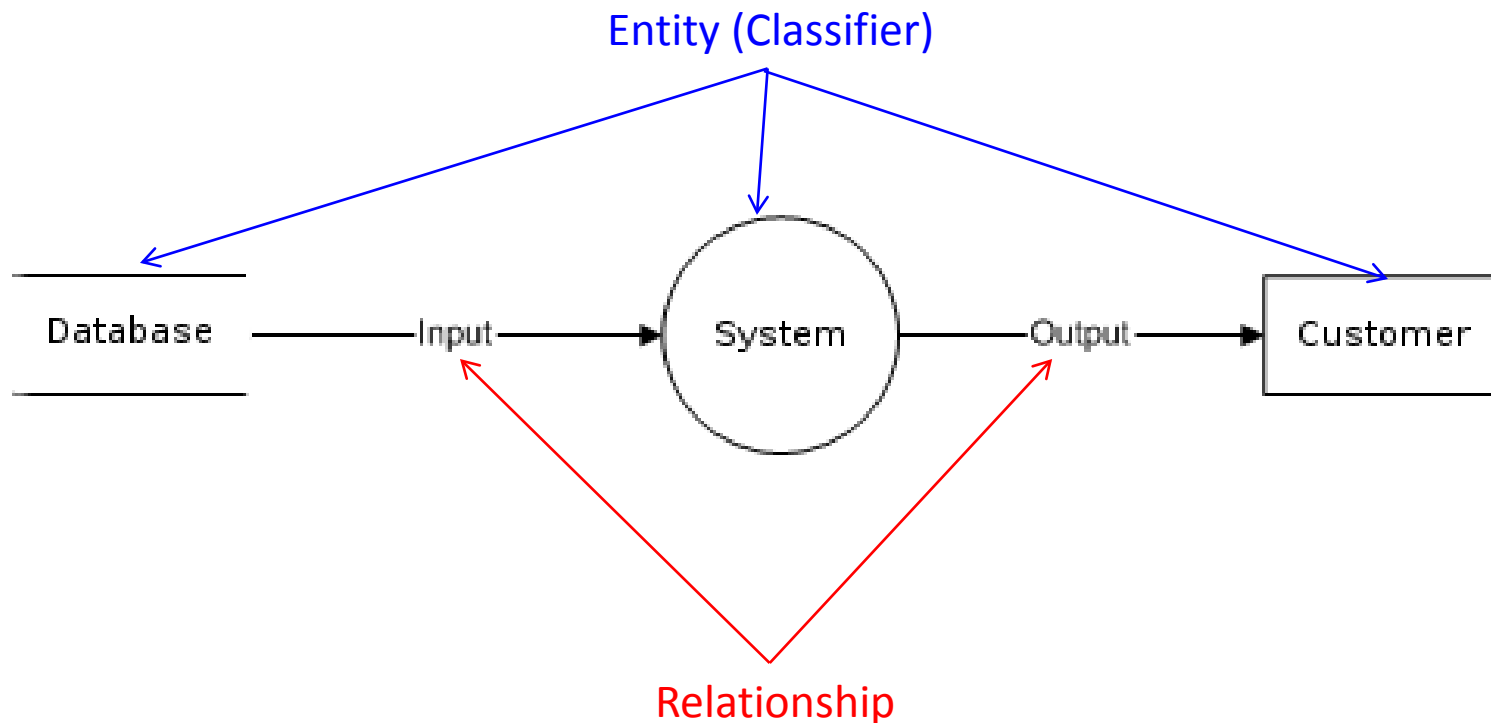 Entity (Classifier)
Database
Input
System
Output
Customer
Relationship